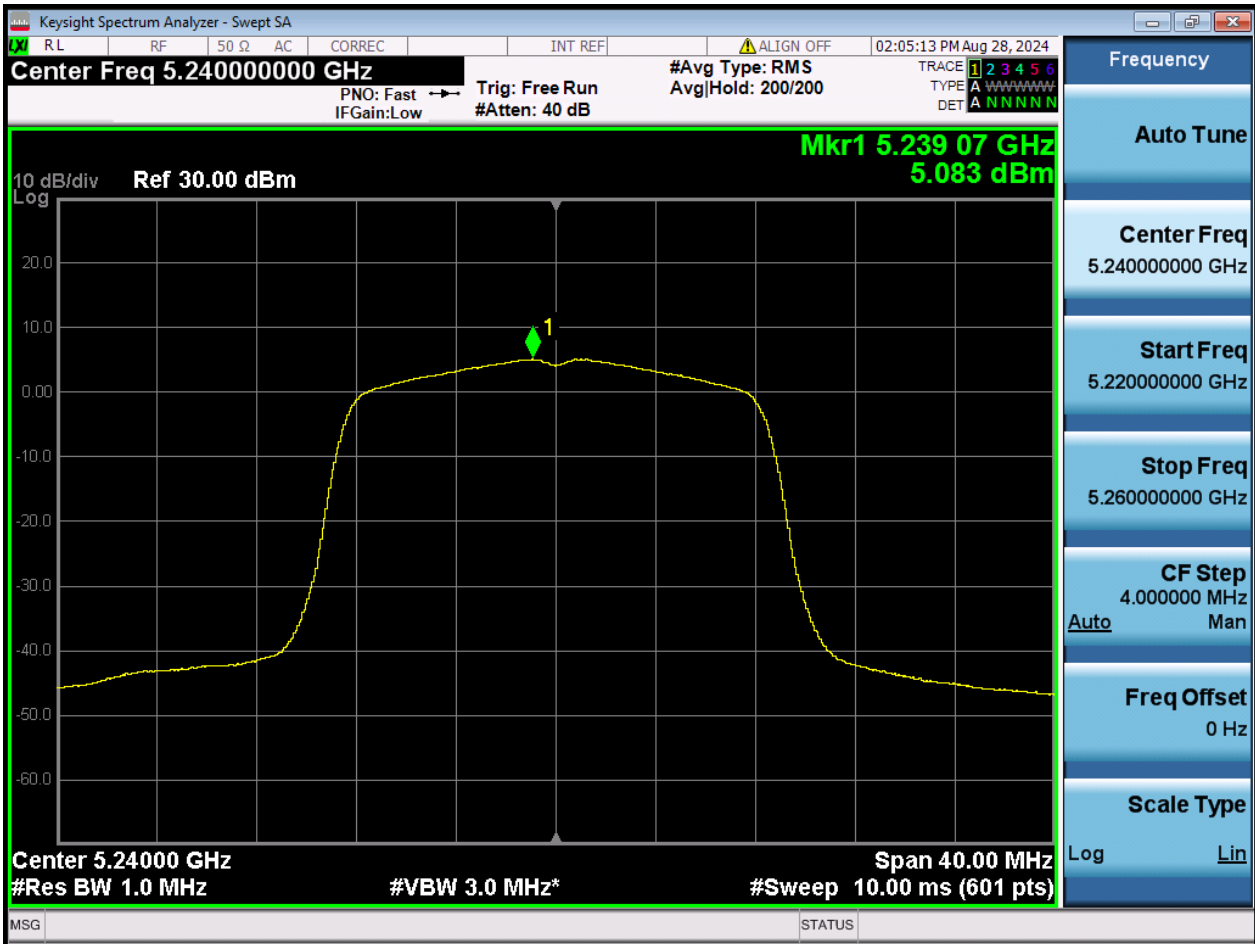 Keysight Spectrum Analyzer - Swept SA
LXI RL RF 50 Ω AC CORREC INT REF ALIGN OFF 02:05:13 PM Aug 28, 2024
Center Freq 5.240000000 GHz
PNO: Fast
IFGain:Low
Trig: Free Run
#Atten: 40 dB
#Avg Type: RMS
Avg|Hold: 200/200
TRACE 1 2 3 4 5 6
TYPE A W W W W W
DET A N N N N N
Mkr1 5.239 07 GHz
5.083 dBm
10 dB/div Ref 30.00 dBm
Log
20.0
10.0
0.00
-10.0
-20.0
-30.0
-40.0
-50.0
-60.0
1
Center 5.24000 GHz Span 40.00 MHz
#Res BW 1.0 MHz #VBW 3.0 MHz* #Sweep 10.00 ms (601 pts)
MSG STATUS
Frequency
Auto Tune
Center Freq
5.240000000 GHz
Start Freq
5.220000000 GHz
Stop Freq
5.260000000 GHz
CF Step
4.000000 MHz
Auto Man
Freq Offset
0 Hz
Scale Type
Log Lin